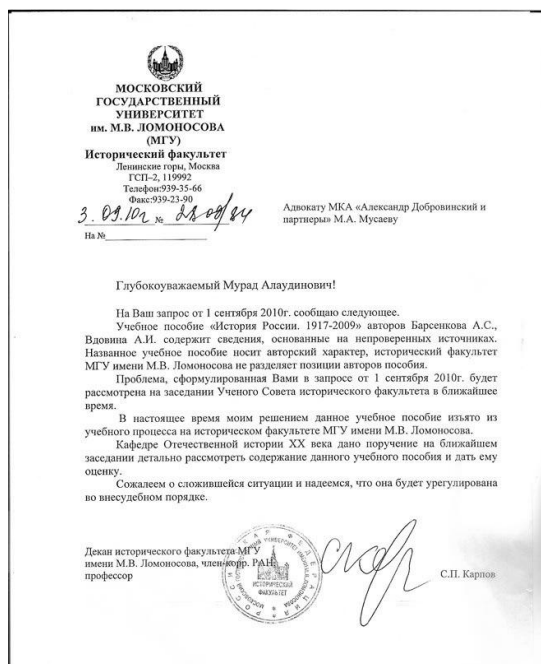 МОСКОВСКИЙ
ГОСУДАРСТВЕННЫЙ
УНИВЕРСИТЕТ
им. М.В. ЛОМОНОСОВА
(МГУ)
Исторический факультет
Ленинские горы, Москва
ГСП–2, 119992
Телефон:939-35-66
Факс:939-23-90
3. 09.10г №
На №
Адвокату МКА «Александр Добровинский и
партнеры» М.А. Мусаеву
Глубокоуважаемый Мурад Алаудинович!
На Ваш запрос от 1 сентября 2010г. сообщаю следующее.
Учебное пособие «История России. 1917-2009» авторов Барсенкова А.С.,
Вдовина А.И. содержит сведения, основанные на непроверенных источниках.
Названное учебное пособие носит авторский характер, исторический факультет
МГУ имени М.В. Ломоносова не разделяет позиции авторов пособия.
Проблема, сформулированная Вами в запросе от 1 сентября 2010г. будет
рассмотрена на заседании Ученого Совета исторического факультета в ближайшее
время.
В настоящее время моим решением данное учебное пособие изъято из
учебного процесса на историческом факультете МГУ имени М.В. Ломоносова.
Кафедре Отечественной истории XX века дано поручение на ближайшем
заседании детально рассмотреть содержание данного учебного пособия и дать ему
оценку.
Сожалеем о сложившейся ситуации и надеемся, что она будет урегулирована
во внесудебном порядке.
Декан исторического факультета МГУ
имени М.В. Ломоносова, член-корр. РАН,
профессор
С.П. Карпов
ИСТОРИЧЕСКИЙ
ФАКУЛЬТЕТ